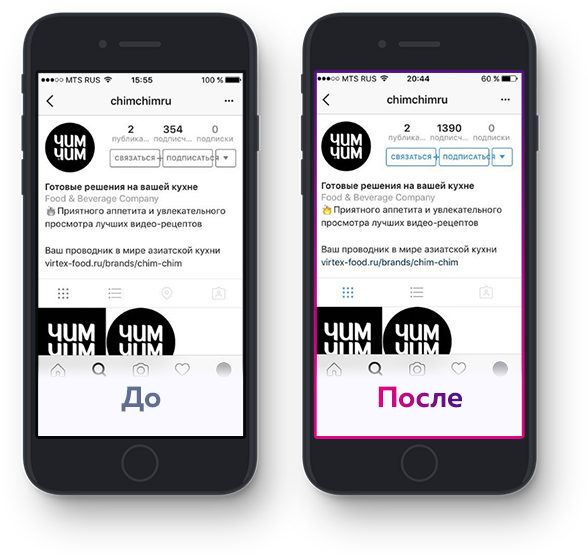 ●●●○○ MTS RUS 15:55 100 %
chimchimru
ЧИМ
ЧИМ
2 354 0
публика... подписч... подписки
СВЯЗАТЬСЯ + ПОДПИСАТЬСЯ
Готовые решения на вашей кухне
Food & Beverage Company
Приятного аппетита и увлекательного
просмотра лучших видео-рецептов
Ваш проводник в мире азиатской кухни
virtex-food.ru/brands/chim-chim
ЧИМ ЧИМ
ЧИМ ЧИМ
До
●●●○○ MTS RUS 20:44 60 %
chimchimru
ЧИМ
ЧИМ
2 1390 0
публика... подписч... подписки
СВЯЗАТЬСЯ + ПОДПИСАТЬСЯ
Готовые решения на вашей кухне
Food & Beverage Company
Приятного аппетита и увлекательного
просмотра лучших видео-рецептов
Ваш проводник в мире азиатской кухни
virtex-food.ru/brands/chim-chim
ЧИМ ЧИМ
ЧИМ ЧИМ
После